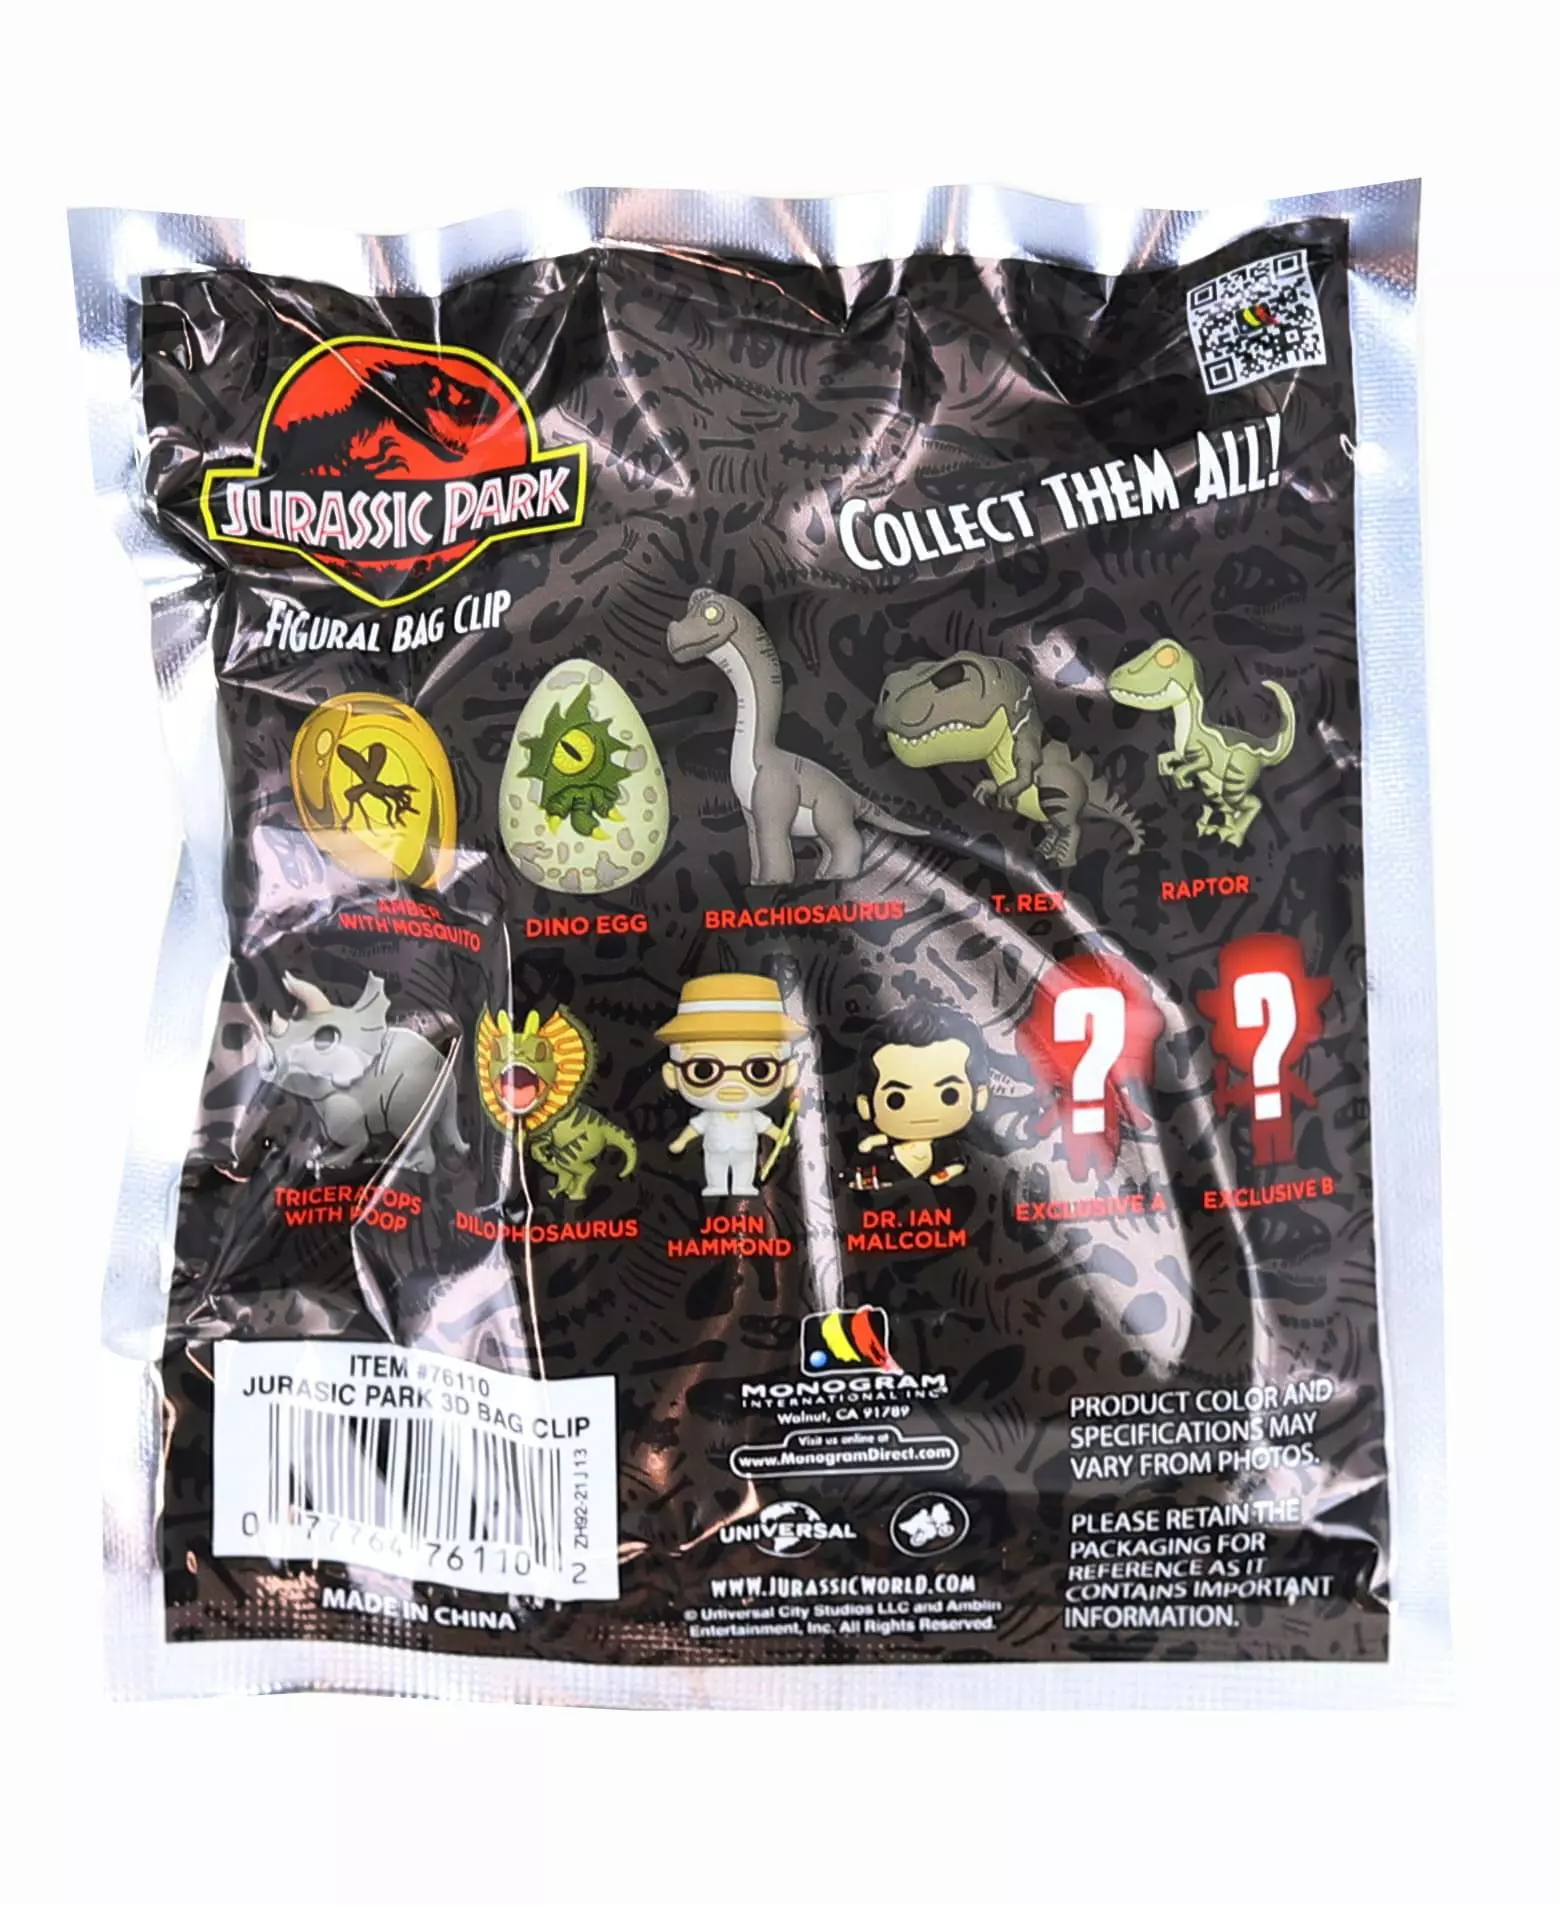 JURASSIC PARK
FIGURAL BAG CLIP
COLLECT THEM ALL!
AMBER
WITH MOSQUITO
DINO EGG
BRACHIOSAURUS
T. REX
RAPTOR
TRICERATOPS
WITH POOP
DILOPHOSAURUS
JOHN
HAMMOND
DR. IAN
MALCOLM
?
EXCLUSIVE A
?
EXCLUSIVE B
ITEM #76110
JURASIC PARK 3D BAG CLIP
0 77764 76110 2
ZH92-21J13
MADE IN CHINA
MONOGRAM
INTERNATIONAL INC.
Walnut, CA 91789
Visit us online at
www.MonogramDirect.com
UNIVERSAL
WWW.JURASSICWORLD.COM
© Universal City Studios LLC and Amblin
Entertainment, Inc. All Rights Reserved.
PRODUCT COLOR AND
SPECIFICATIONS MAY
VARY FROM PHOTOS.
PLEASE RETAIN THE
PACKAGING FOR
REFERENCE AS IT
CONTAINS IMPORTANT
INFORMATION.